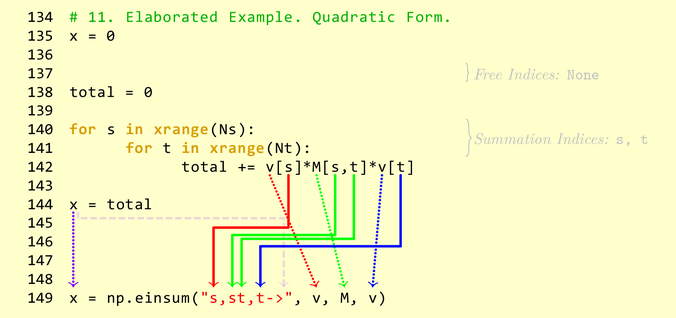 134 # 11. Elaborated Example. Quadratic Form.
135 x = 0
136
137
} Free Indices: None
138 total = 0
139
140 for s in xrange(Ns):
} Summation Indices: s, t
141 for t in xrange(Nt):
142 total += v[s]*M[s,t]*v[t]
143
144 x = total
145
146
147
148
149 x = np.einsum("s,st,t->", v, M, v)